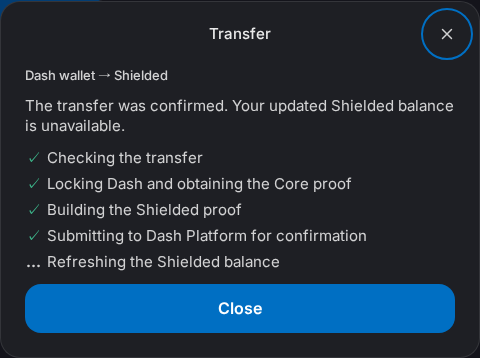 Transfer
Dash wallet → Shielded
The transfer was confirmed. Your updated Shielded balance
is unavailable.
✓ Checking the transfer
✓ Locking Dash and obtaining the Core proof
✓ Building the Shielded proof
✓ Submitting to Dash Platform for confirmation
... Refreshing the Shielded balance
Close